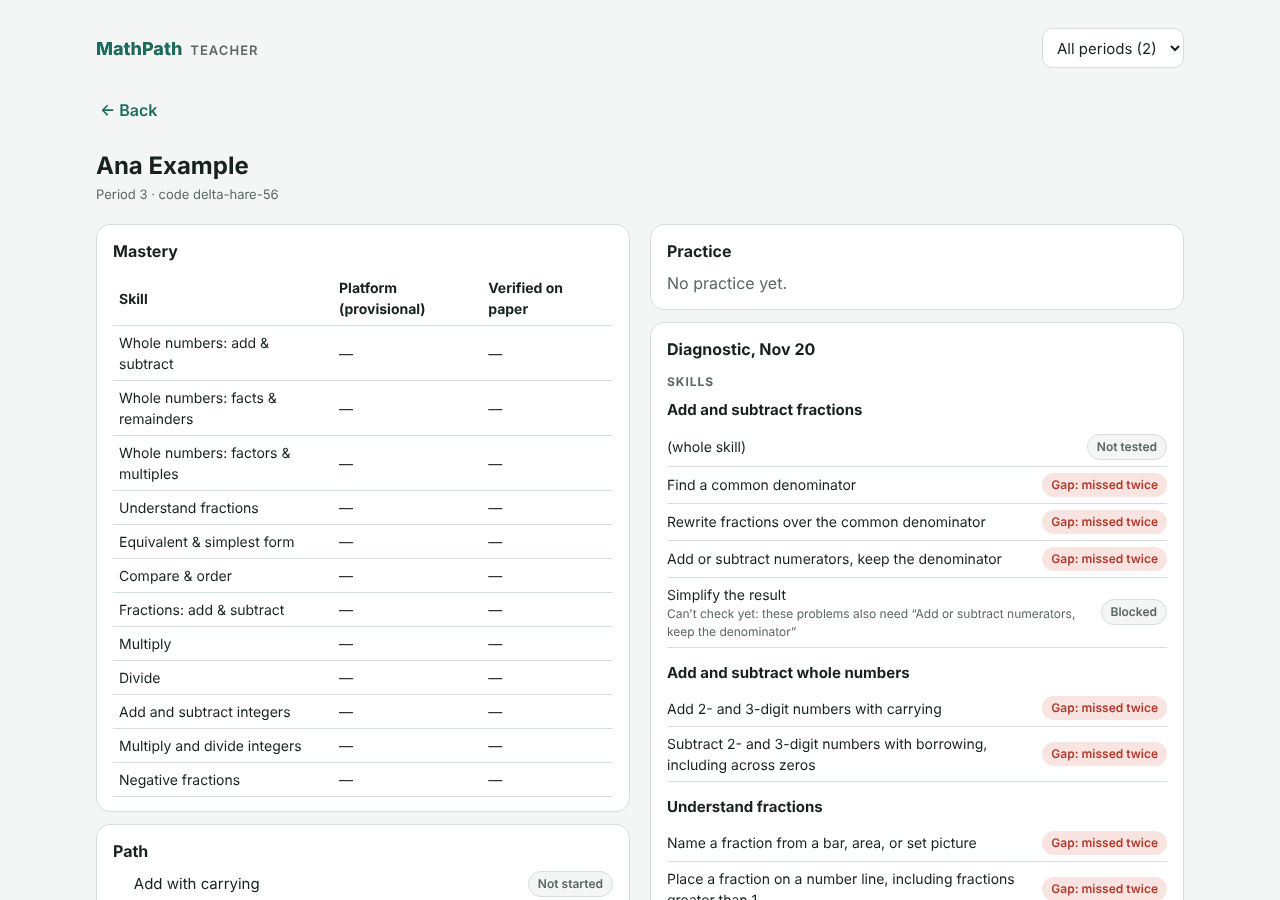 MathPath TEACHER
All periods (2)
← Back
Ana Example
Period 3 · code delta-hare-56
Mastery
Skill
Platform
(provisional)
Verified on
paper
Whole numbers: add &
subtract
—
—
Whole numbers: facts &
remainders
—
—
Whole numbers: factors &
multiples
—
—
Understand fractions
—
—
Equivalent & simplest form
—
—
Compare & order
—
—
Fractions: add & subtract
—
—
Multiply
—
—
Divide
—
—
Add and subtract integers
—
—
Multiply and divide integers
—
—
Negative fractions
—
—
Path
Add with carrying
Not started
Practice
No practice yet.
Diagnostic, Nov 20
SKILLS
Add and subtract fractions
(whole skill)
Not tested
Find a common denominator
Gap: missed twice
Rewrite fractions over the common denominator
Gap: missed twice
Add or subtract numerators, keep the denominator
Gap: missed twice
Simplify the result
Can’t check yet: these problems also need “Add or subtract numerators,
keep the denominator”
Blocked
Add and subtract whole numbers
Add 2- and 3-digit numbers with carrying
Gap: missed twice
Subtract 2- and 3-digit numbers with borrowing,
including across zeros
Gap: missed twice
Understand fractions
Name a fraction from a bar, area, or set picture
Gap: missed twice
Place a fraction on a number line, including fractions
greater than 1
Gap: missed twice